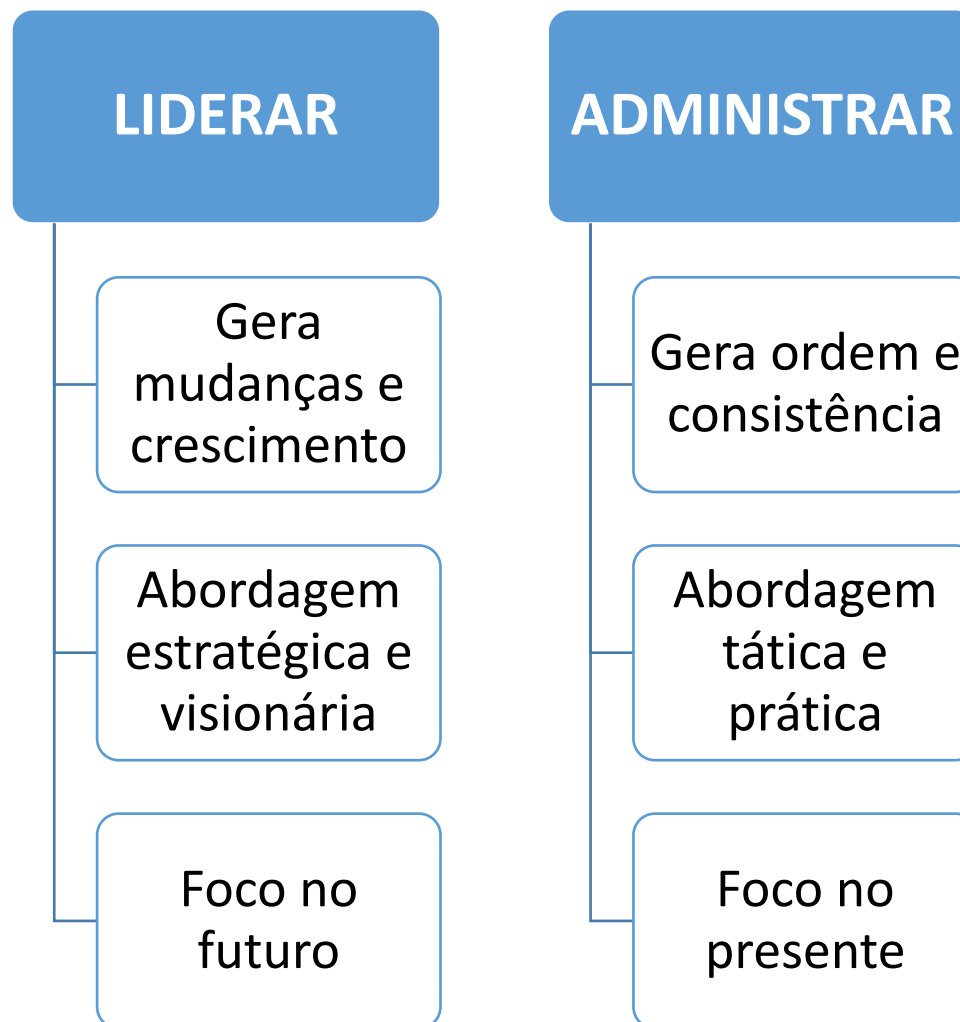 LIDERAR
Gera
mudanças e
crescimento
Abordagem
estratégica e
visionária
Foco no
futuro
ADMINISTRAR
Gera ordem e
consistência
Abordagem
tática e
prática
Foco no
presente